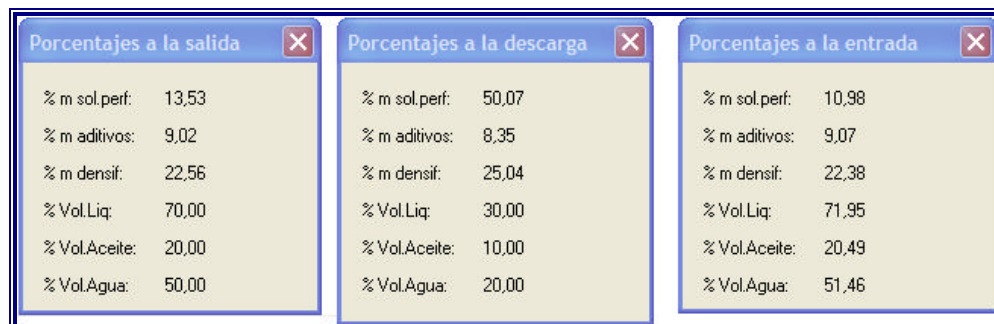 Porcentajes a la salida
% m sol.perf: 13,53
% m aditivos: 9,02
% m densif: 22,56
% Vol.Liq: 70,00
% Vol.Aceite: 20,00
% Vol.Agua: 50,00
Porcentajes a la descarga
% m sol.perf: 50,07
% m aditivos: 8,35
% m densif: 25,04
% Vol.Liq: 30,00
% Vol.Aceite: 10,00
% Vol.Agua: 20,00
Porcentajes a la entrada
% m sol.perf: 10,98
% m aditivos: 9,07
% m densif: 22,38
% Vol.Liq: 71,95
% Vol.Aceite: 20,49
% Vol.Agua: 51,46